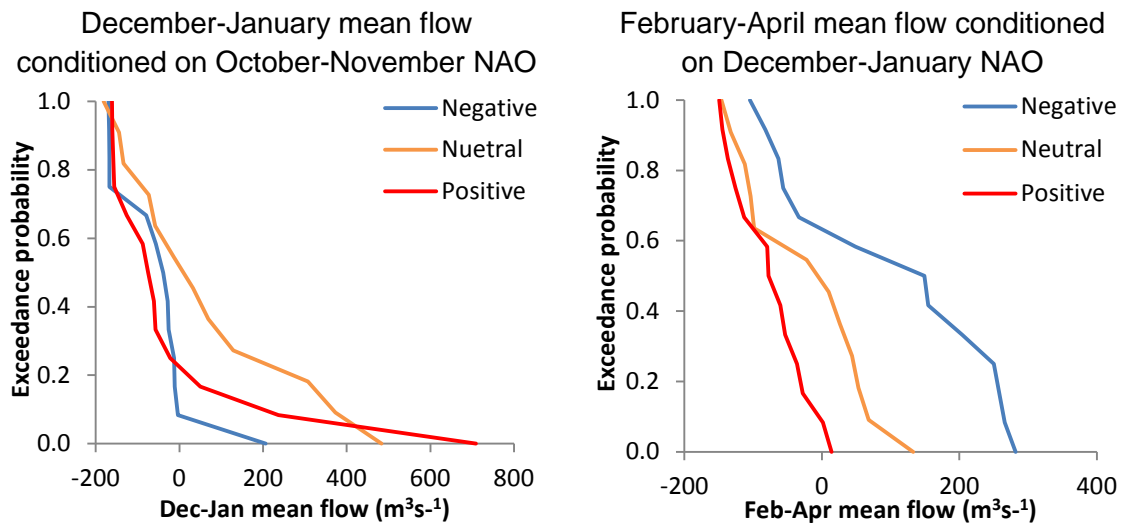 December-January mean flow
conditioned on October-November NAO
1.0
0.8
0.6
0.4
0.2
0.0
Exceedance probability
Negative
Nuetral
Positive
-200 0 200 400 600 800
Dec-Jan mean flow (m³s-¹)
February-April mean flow conditioned
on December-January NAO
1.0
0.8
0.6
0.4
0.2
0.0
Exceedance probability
Negative
Neutral
Positive
-200 0 200 400
Feb-Apr mean flow (m³s-¹)